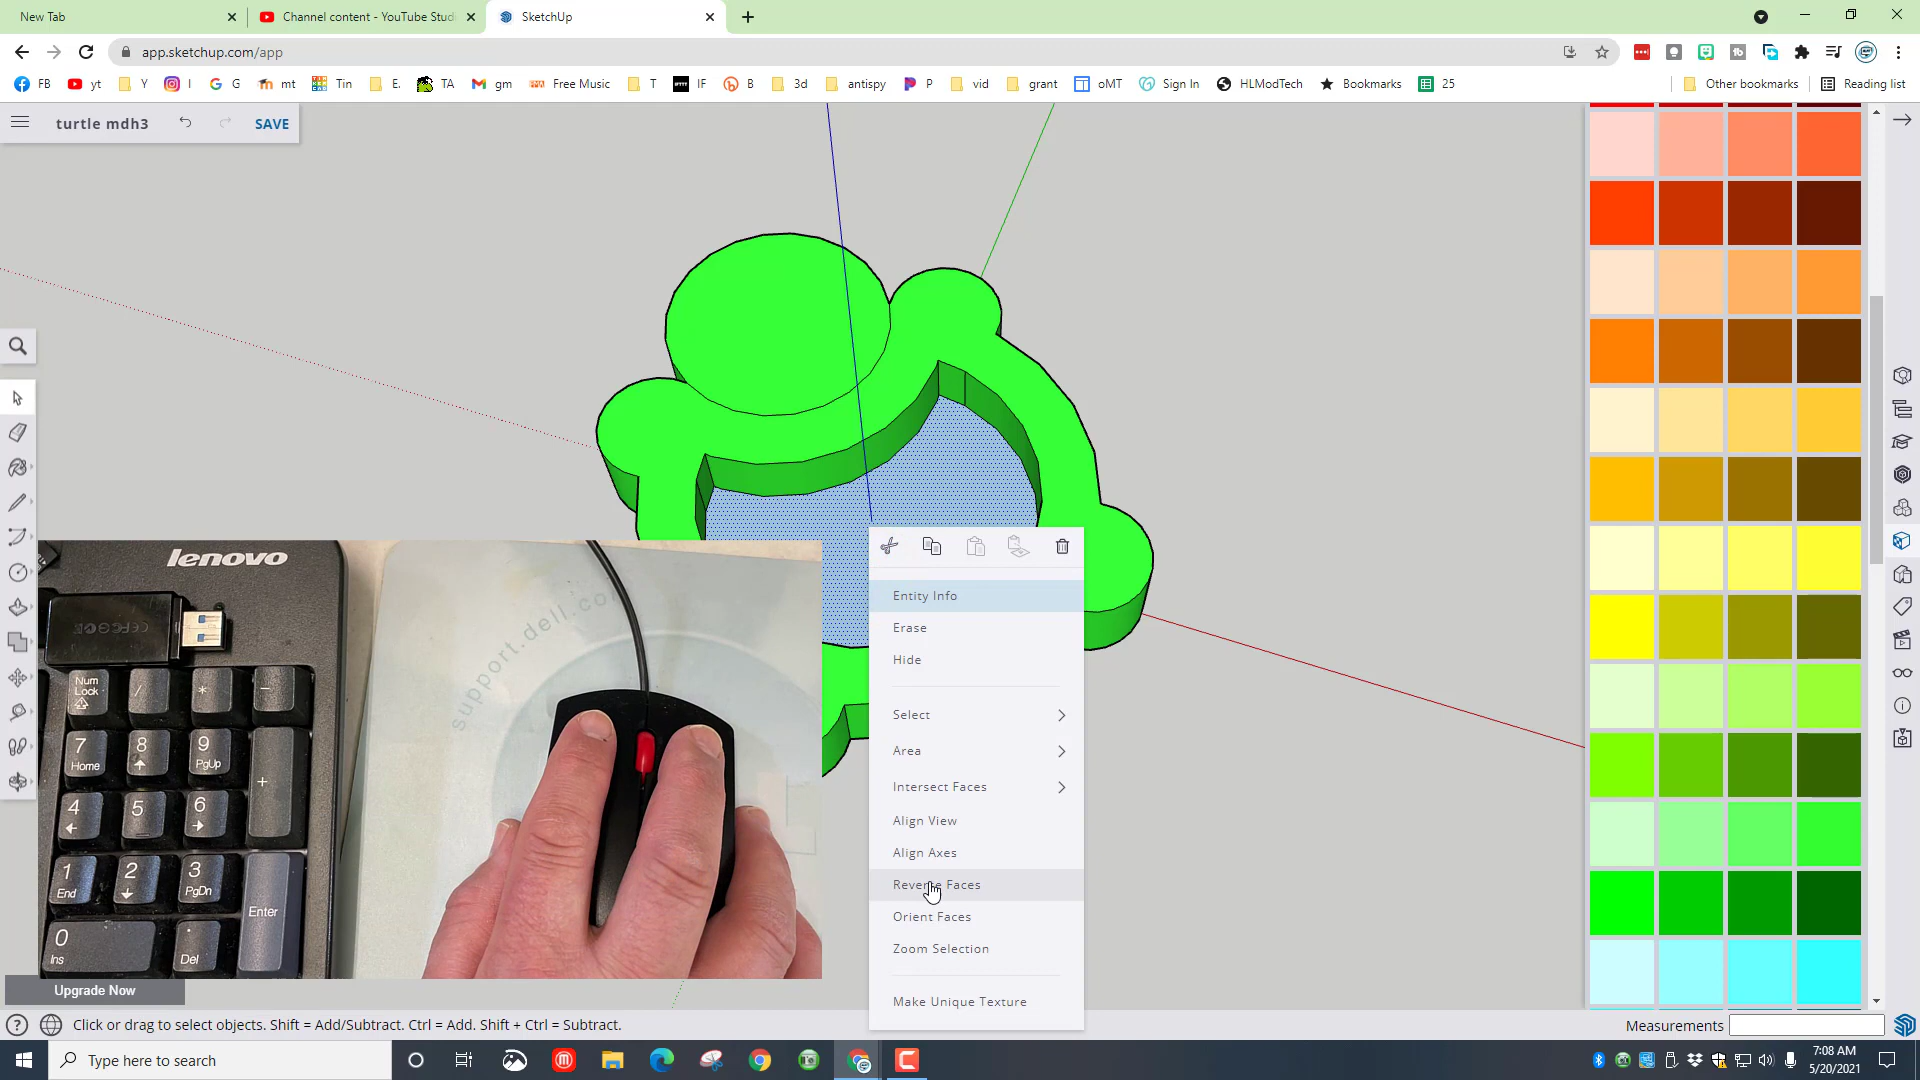 New Tab
Channel content - YouTube Stud
SketchUp
app.sketchup.com/app
FB
yt
Y
I
G
mt
Tin
E.
TA
gm
Free Music
T
IF
B
3d
antispy
P
vid
grant
oMT
Sign In
HLModTech
Bookmarks
25
Other bookmarks
Reading list
turtle mdh3
SAVE
Entity Info
Erase
Hide
Select
Area
Intersect Faces
Align View
Align Axes
Reverse Faces
Orient Faces
Zoom Selection
Make Unique Texture
lenovo
support.dell.co
Num
Lock
/
*
-
7
Home
8
9
PgUp
+
4
5
6
1
End
2
3
PgDn
Enter
0
Ins
.
Del
Upgrade Now
Click or drag to select objects. Shift = Add/Subtract. Ctrl = Add. Shift + Ctrl = Subtract.
Measurements
Type here to search
7:08 AM
5/20/2021